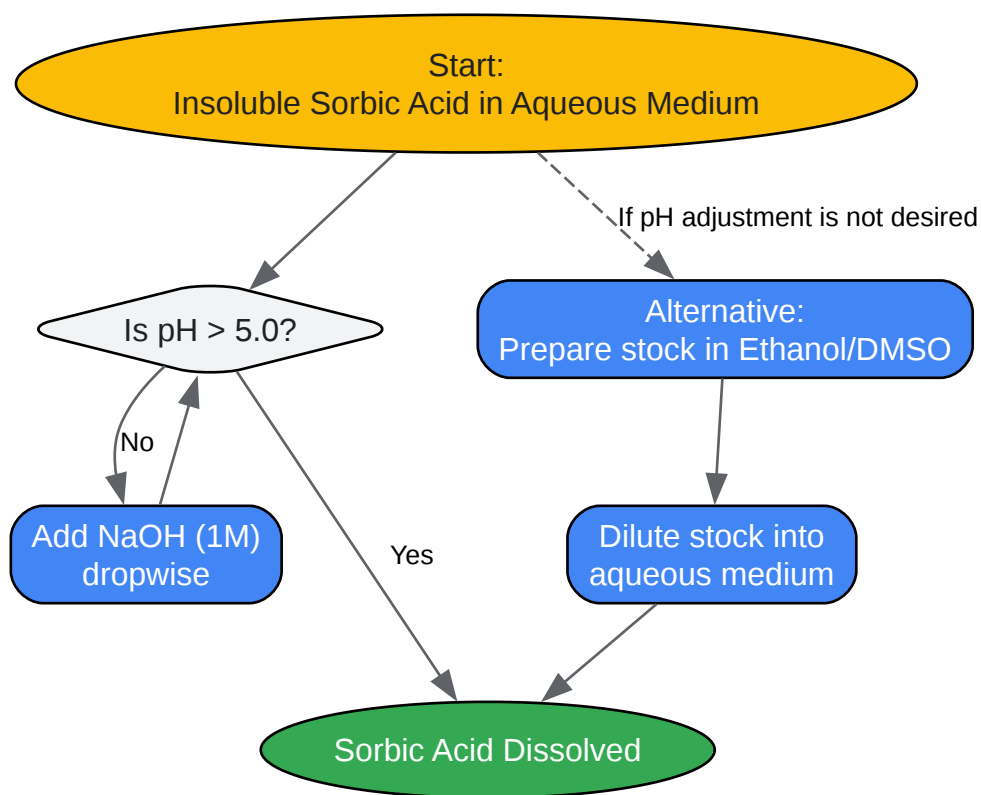 Start:
Insoluble Sorbic Acid in Aqueous Medium
If pH adjustment is not desired
Is pH > 5.0?
Alternative:
Prepare stock in Ethanol/DMSO
No
Add NaOH (1M)
dropwise
Yes
Dilute stock into
aqueous medium
Sorbic Acid Dissolved